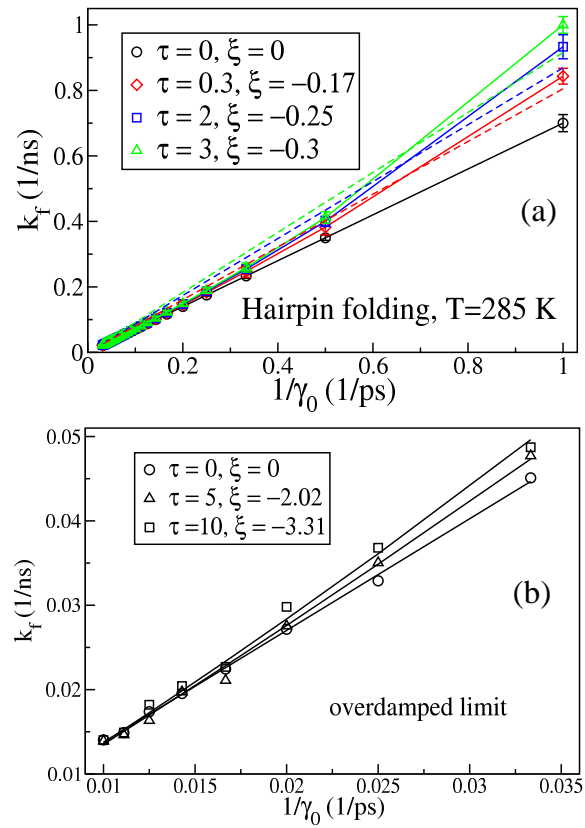 1
0.8
0.6
0.4
0.2
0
k_f (1/ns)
τ = 0, ξ = 0
τ = 0.3, ξ = −0.17
τ = 2, ξ = −0.25
τ = 3, ξ = −0.3
(a)
Hairpin folding, T=285 K
0 0.2 0.4 0.6 0.8 1
1/γ₀ (1/ps)
0.05
0.04
0.03
0.02
0.01
k_f (1/ns)
τ = 0, ξ = 0
τ = 5, ξ = −2.02
τ =10, ξ = −3.31
(b)
overdamped limit
0.01 0.015 0.02 0.025 0.03 0.035
1/γ₀ (1/ps)